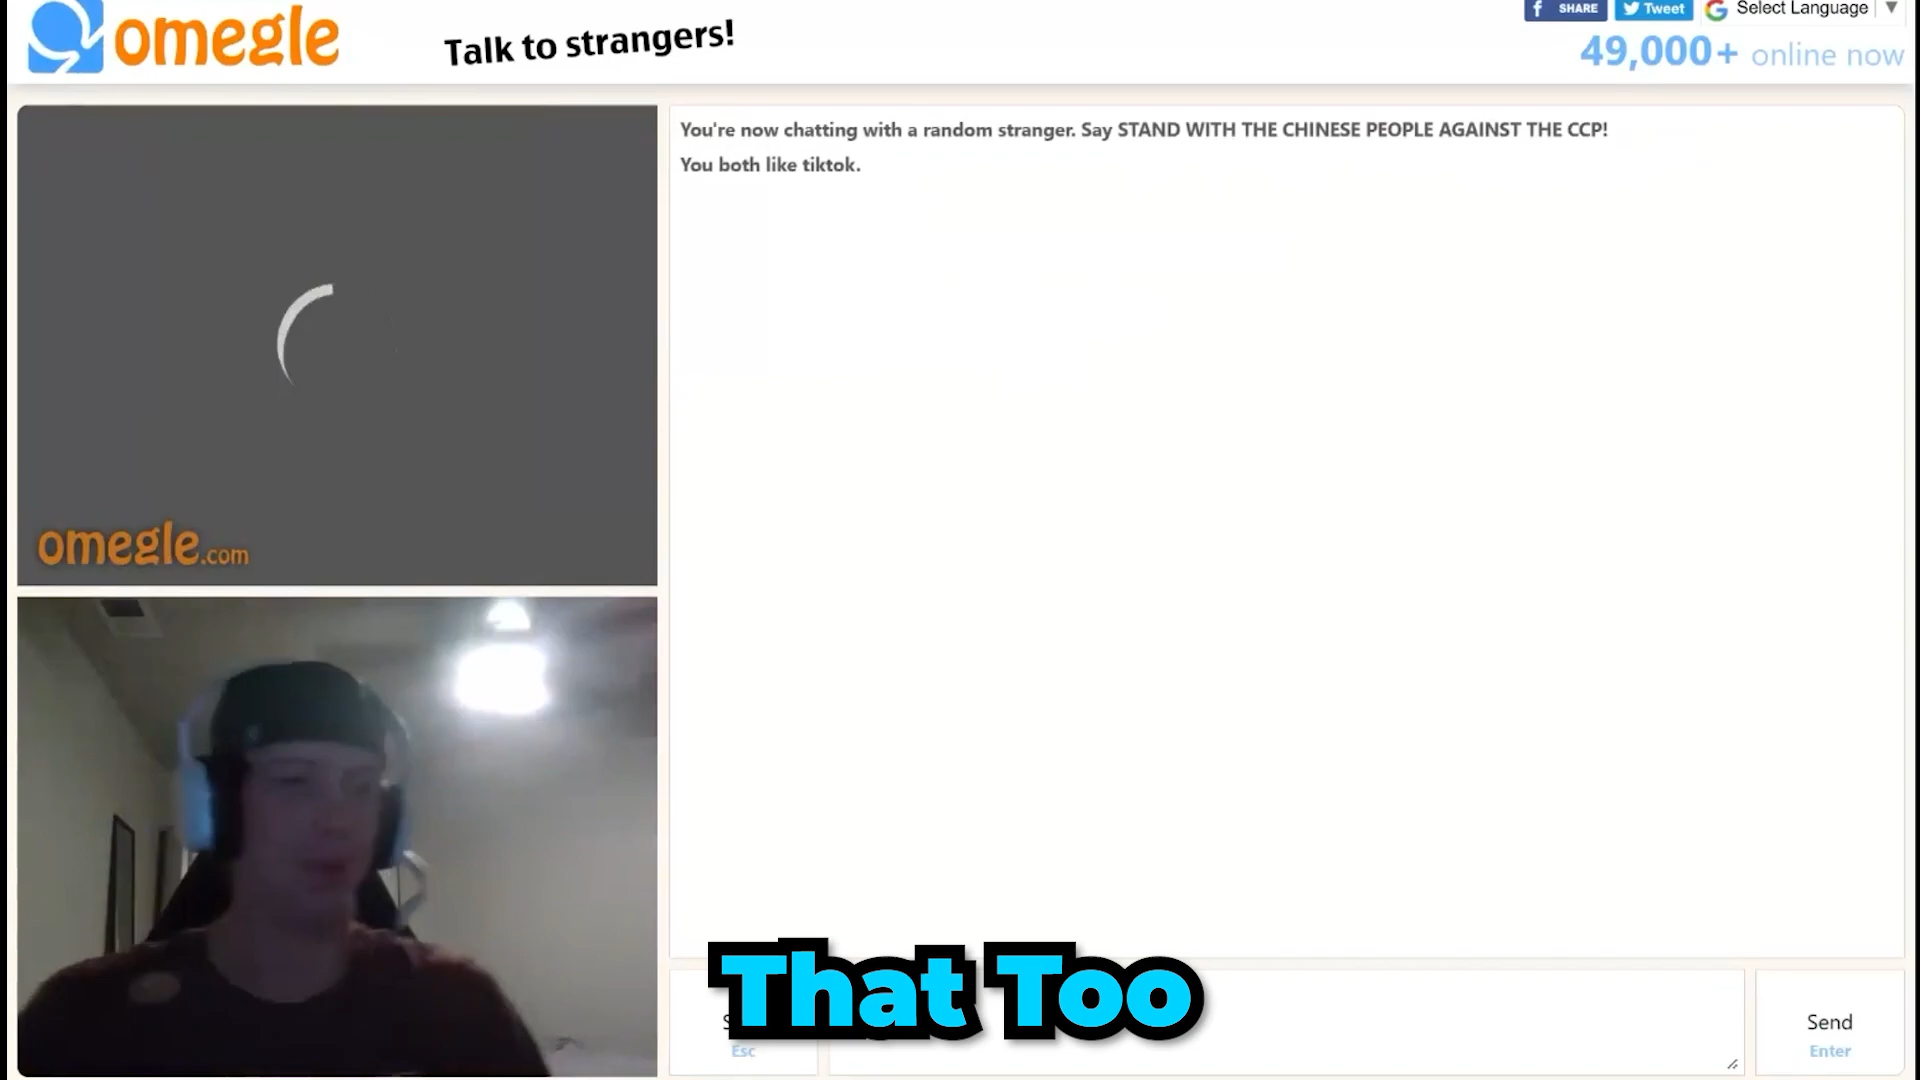 omegle
Talk to strangers!
SHARE
Tweet
Select Language
49,000+ online now
You're now chatting with a random stranger. Say STAND WITH THE CHINESE PEOPLE AGAINST THE CCP!
You both like tiktok.
omegle.com
That Too
Esc
Send
Enter